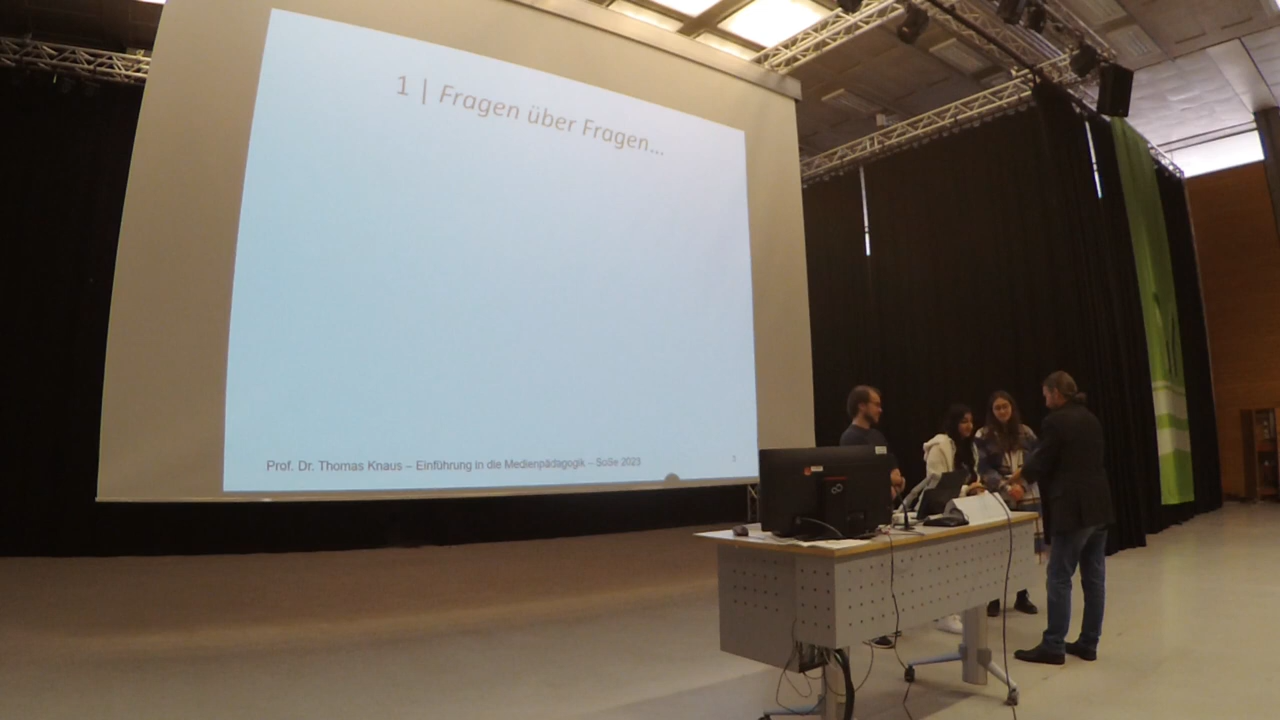 1 | Fragen über Fragen...
Prof. Dr. Thomas Knaus – Einführung in die Medienpädagogik – SoSe 2023